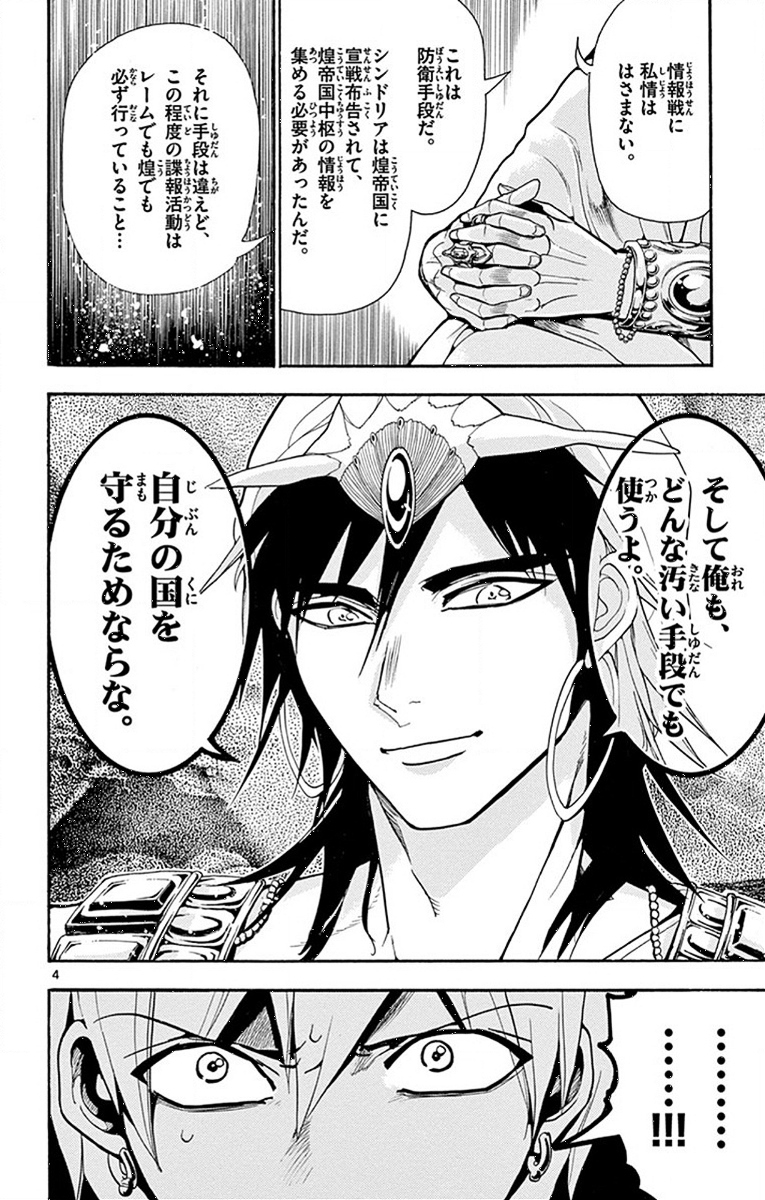 情報戦に
私情は
はさまない。
これは
防衛手段だ。
シンドリアは煌帝国に
宣戦布告されて、
煌帝国中枢の情報を
集める必要があったんだ。
それに手段は違えど、
この程度の諜報活動は
レームでも煌でも
必ず行っていること…
そして俺も、
どんな汚い手段でも
使うよ。
自分の国を
守るためならな。
4
………
………!!!